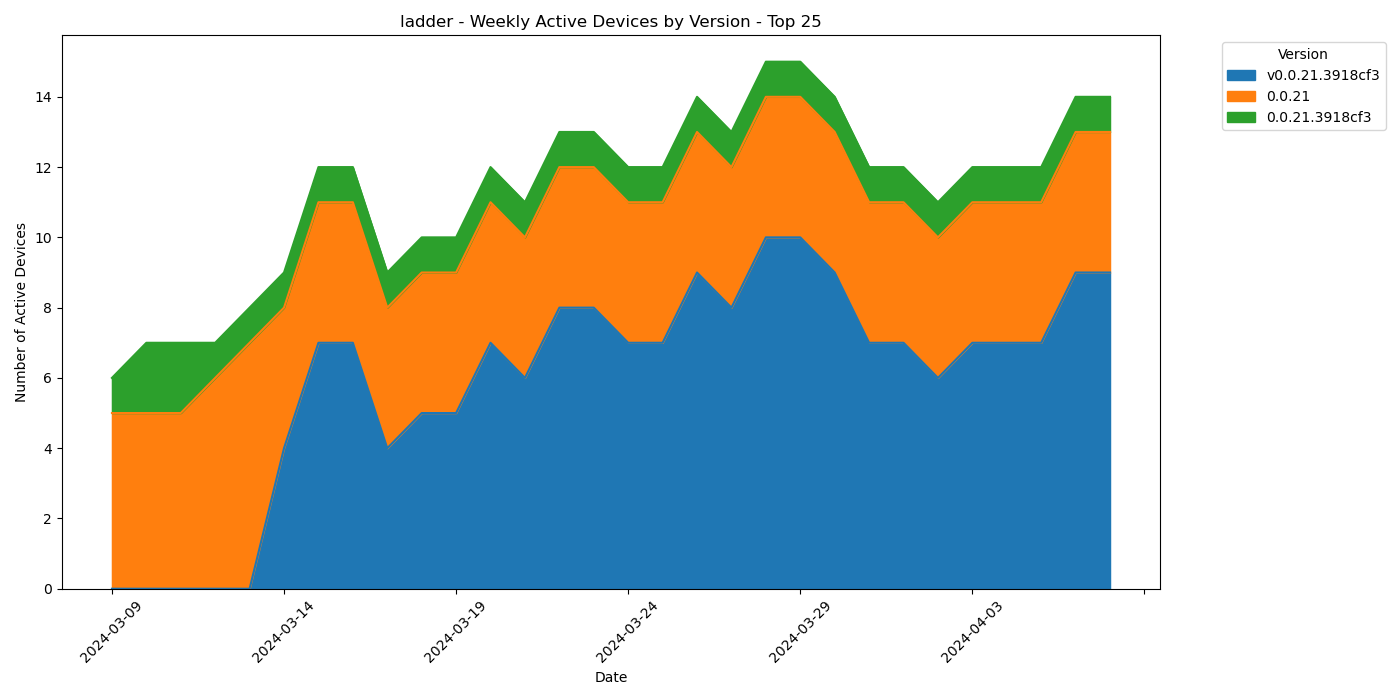 ladder - Weekly Active Devices by Version - Top 25
Version
v0.0.21.3918cf3
0.0.21
0.0.21.3918cf3
Number of Active Devices
14
12
10
8
6
4
2
0
2024-03-09
2024-03-14
2024-03-19
2024-03-24
2024-03-29
2024-04-03
Date